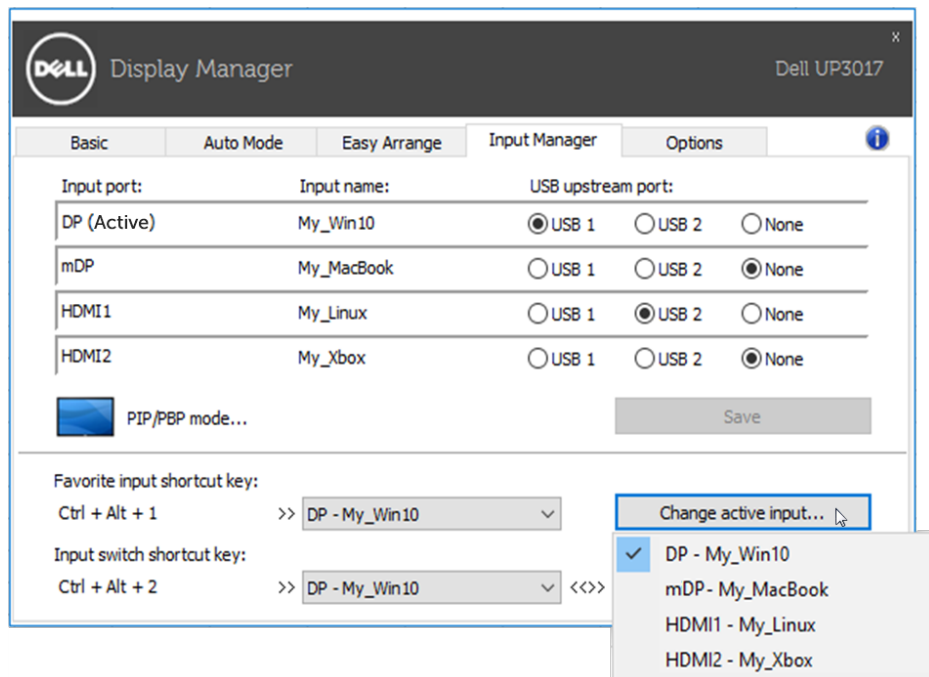 DELL Display Manager Dell UP3017
x
Basic Auto Mode Easy Arrange Input Manager Options i
Input port: Input name: USB upstream port:
DP (Active) My_Win10 USB 1 USB 2 None
mDP My_MacBook USB 1 USB 2 None
HDMI1 My_Linux USB 1 USB 2 None
HDMI2 My_Xbox USB 1 USB 2 None
PIP/PBP mode... Save
Favorite input shortcut key:
Ctrl + Alt + 1 >> DP - My_Win10 Change active input...
Input switch shortcut key:
Ctrl + Alt + 2 >> DP - My_Win10 <<>>
DP - My_Win10
mDP- My_MacBook
HDMI1 - My_Linux
HDMI2 - My_Xbox